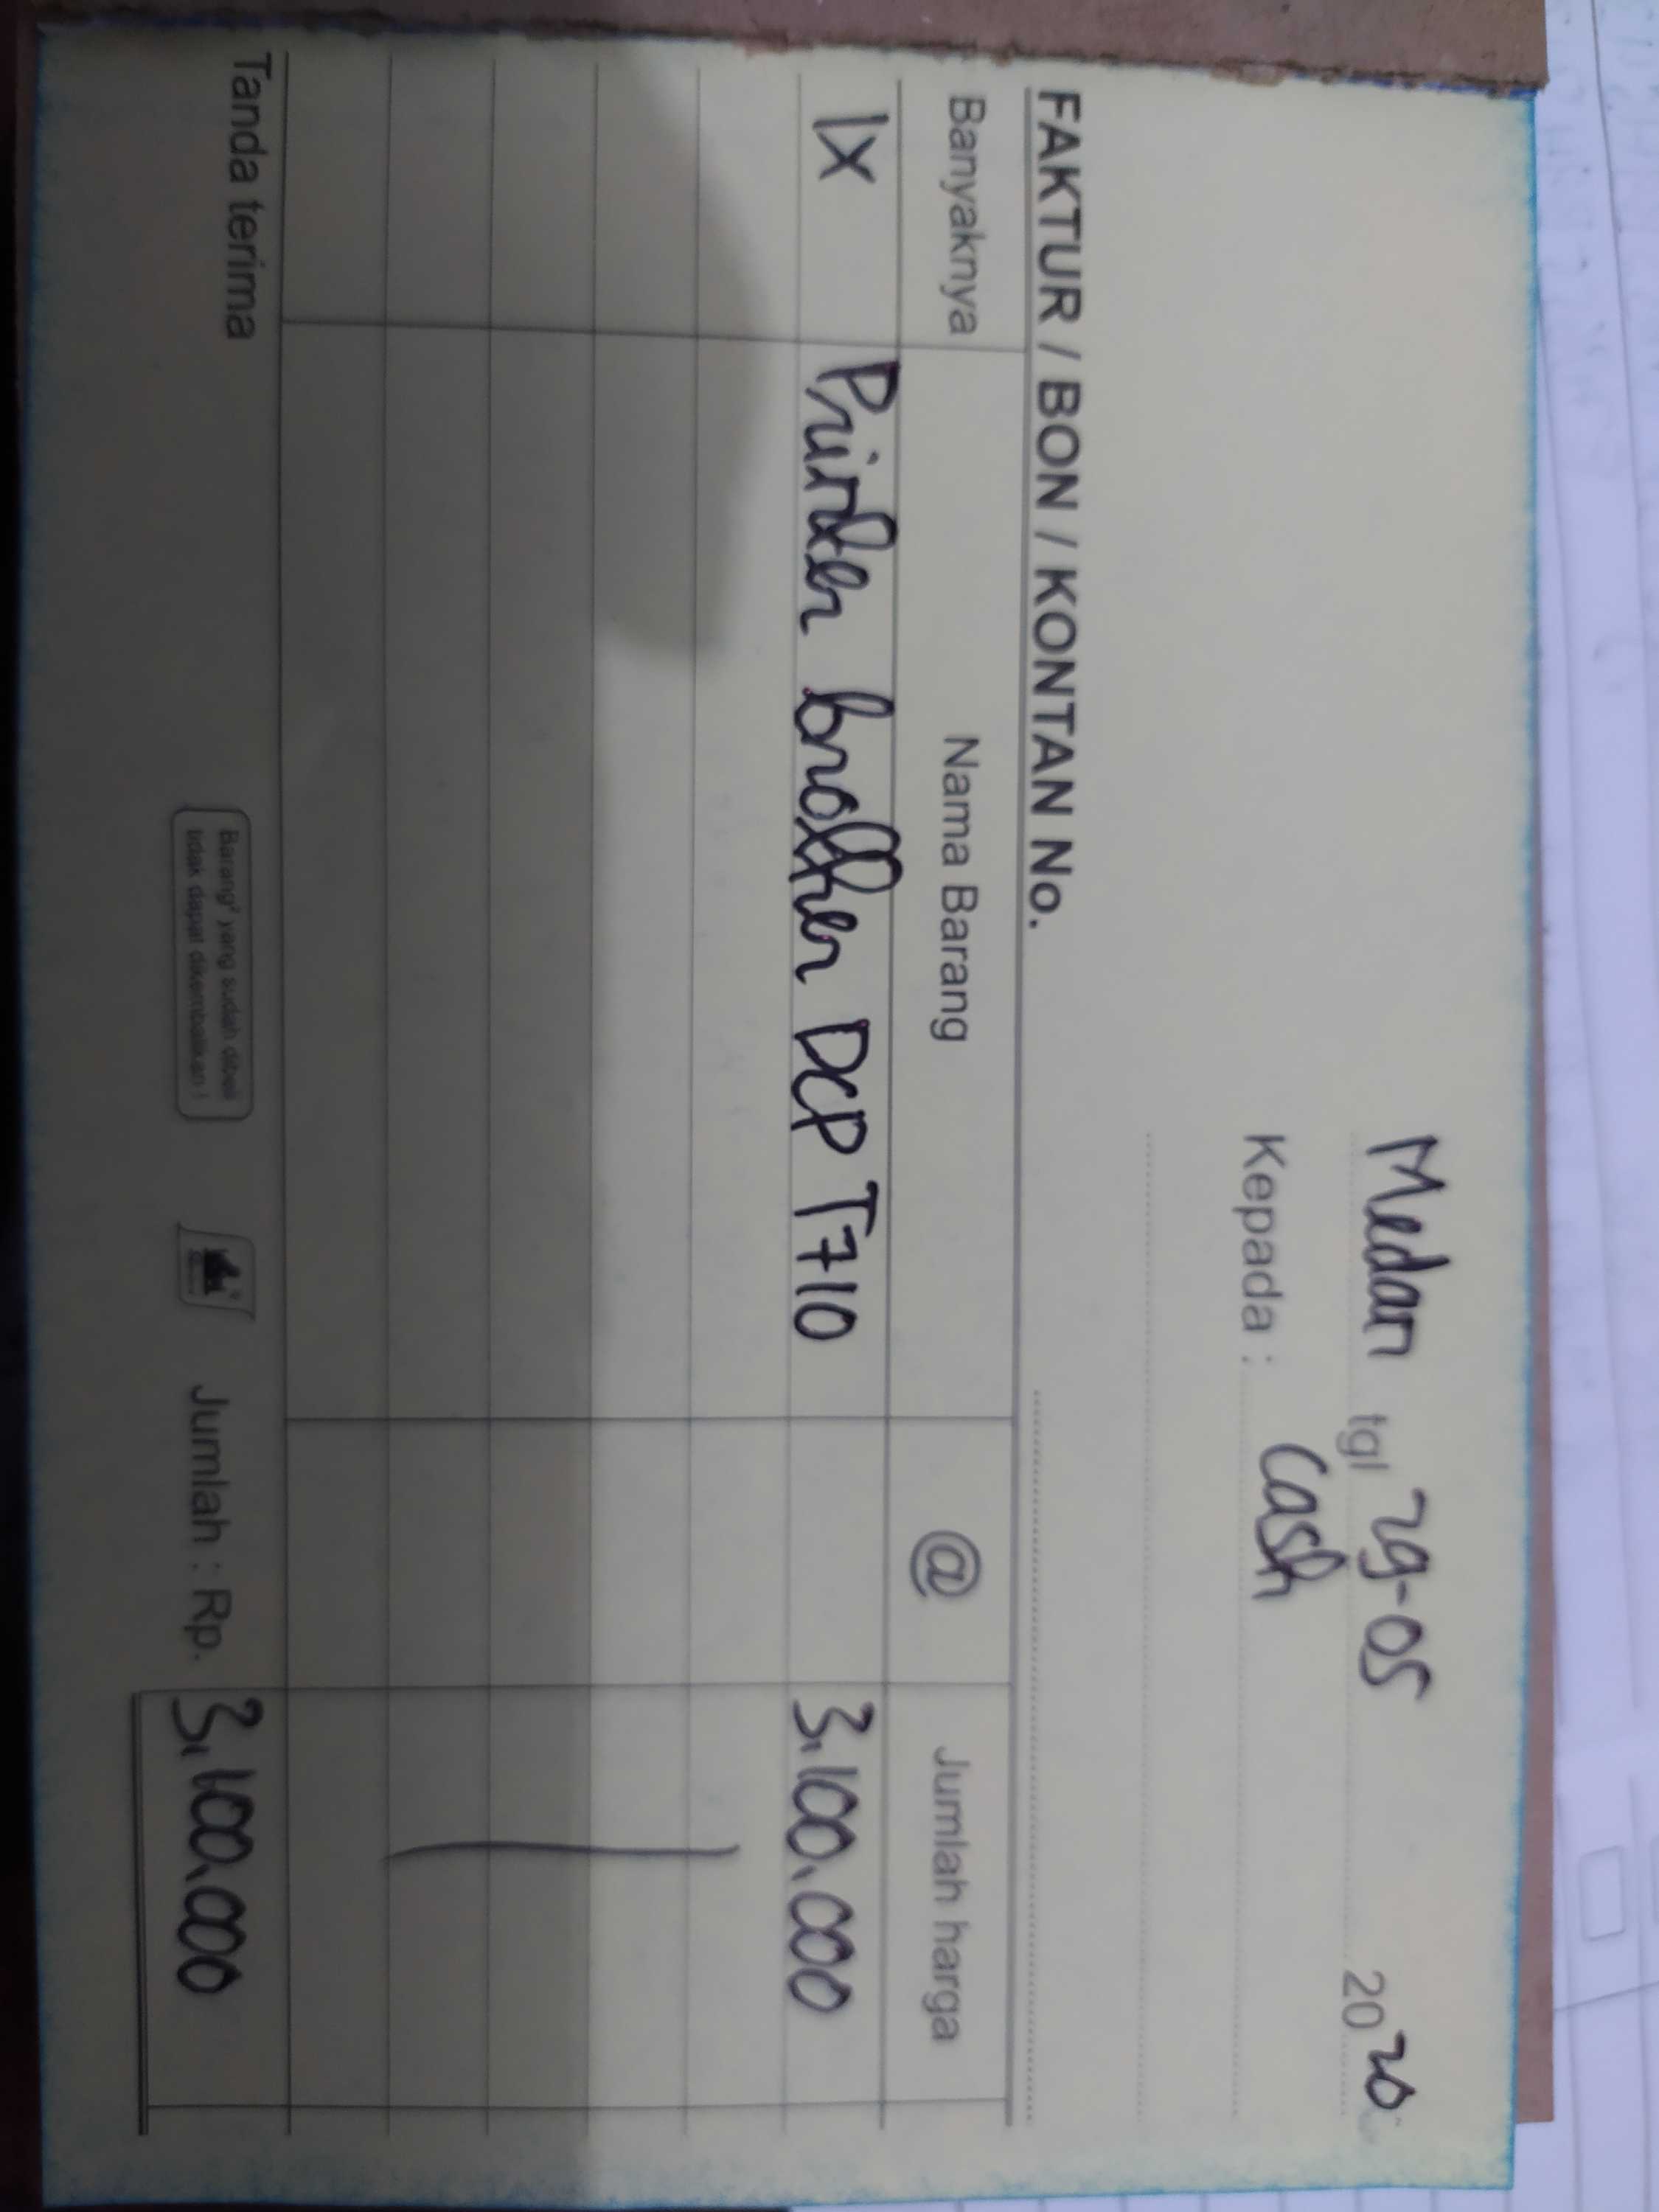 Medan tgl 29-05 2020
Kepada : Cash
FAKTUR / BON / KONTAN No.
Banyaknya Nama Barang @ Jumlah harga
1x Printer brother DCP T710 3.100.000
Tanda terima
Barang² yang sudah dibeli
tidak dapat dikembalikan !
Jumlah : Rp. 3.100.000